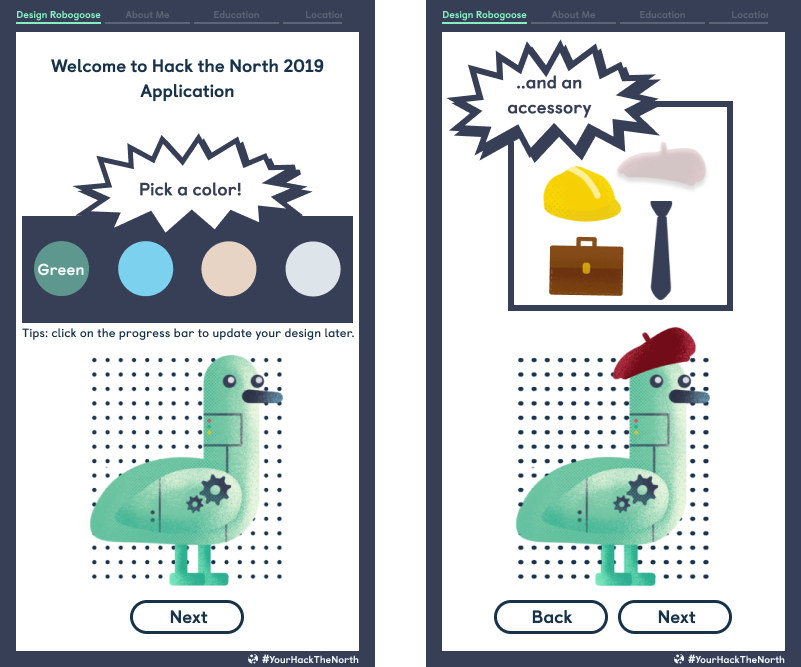 Design Robogoose About Me Education Locatio
Welcome to Hack the North 2019
Application
Pick a color!
Green
Tips: click on the progress bar to update your design later.
Next
#YourHackTheNorth
Design Robogoose About Me Education Locatio
..and an
accessory
Back Next
#YourHackTheNorth